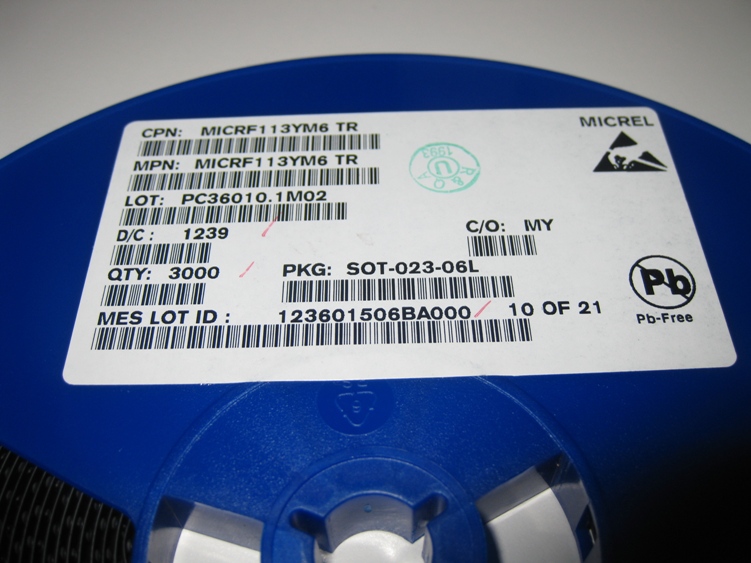 CPN: MICRF113YM6 TR
MICREL
MPN: MICRF113YM6 TR
1993
U
LOT: PC36010.1M02
D/C: 1239
C/O: MY
QTY: 3000
PKG: SOT-023-06L
Pb
Pb-Free
MES LOT ID : 123601506BA000 10 OF 21